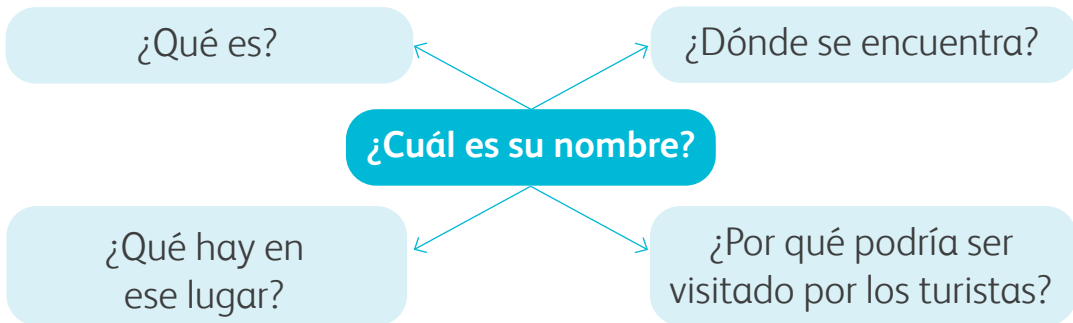 ¿Qué es?
¿Dónde se encuentra?
¿Cuál es su nombre?
¿Qué hay en
ese lugar?
¿Por qué podría ser
visitado por los turistas?